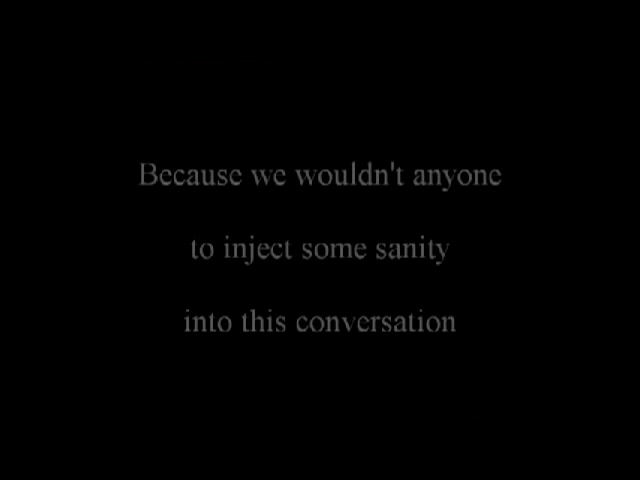 Because we wouldn't anyone
to inject some sanity
into this conversation